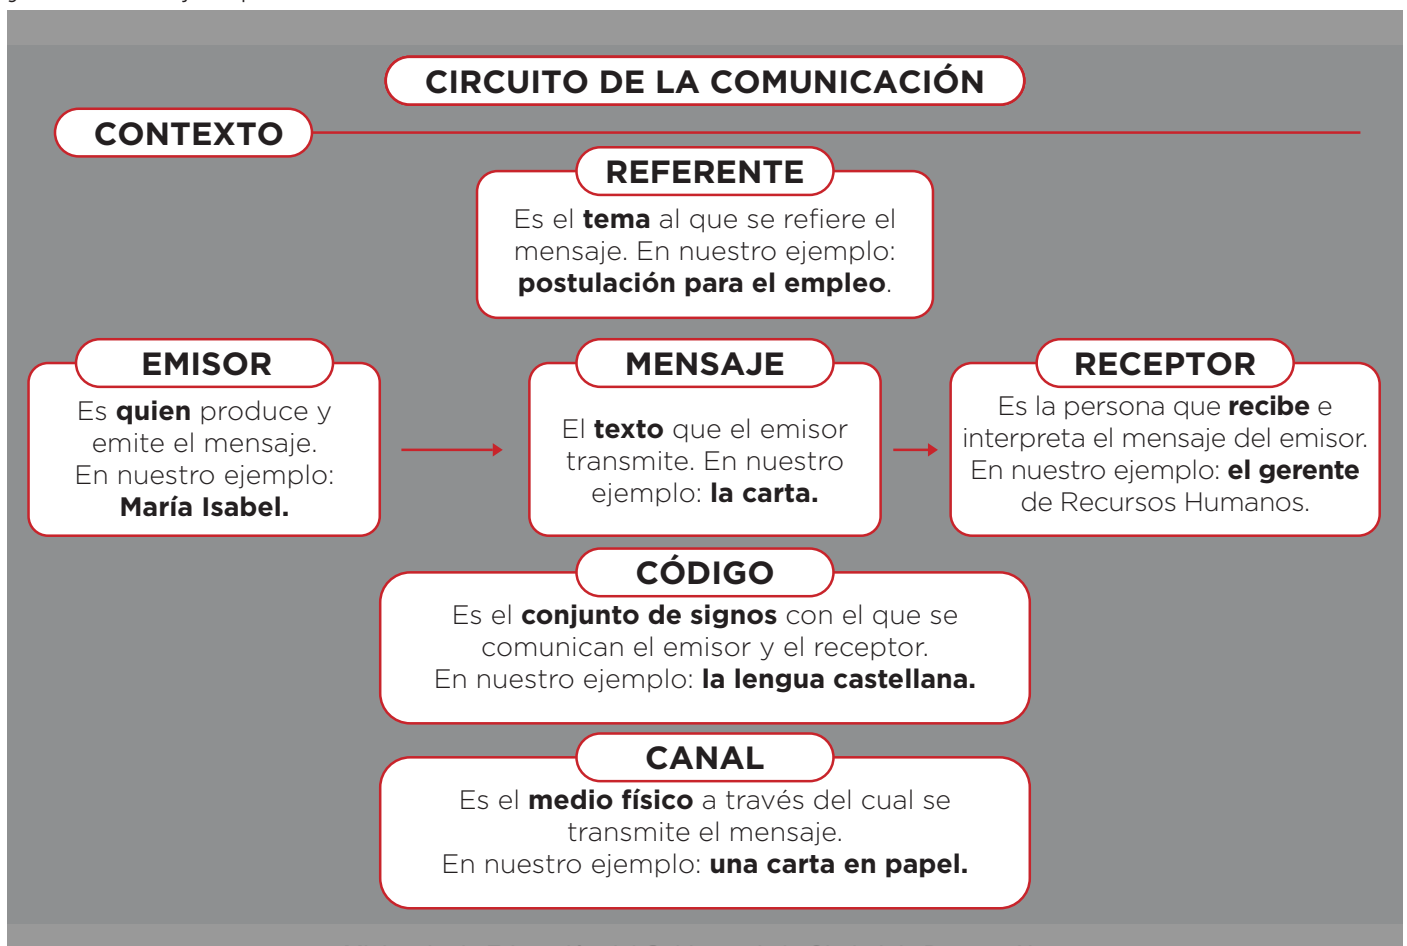 CIRCUITO DE LA COMUNICACIÓN
CONTEXTO
REFERENTE
Es el tema al que se refiere el
mensaje. En nuestro ejemplo:
postulación para el empleo.
EMISOR
Es quien produce y
emite el mensaje.
En nuestro ejemplo:
María Isabel.
MENSAJE
El texto que el emisor
transmite. En nuestro
ejemplo: la carta.
RECEPTOR
Es la persona que recibe e
interpreta el mensaje del emisor.
En nuestro ejemplo: el gerente
de Recursos Humanos.
CÓDIGO
Es el conjunto de signos con el que se
comunican el emisor y el receptor.
En nuestro ejemplo: la lengua castellana.
CANAL
Es el medio físico a través del cual se
transmite el mensaje.
En nuestro ejemplo: una carta en papel.